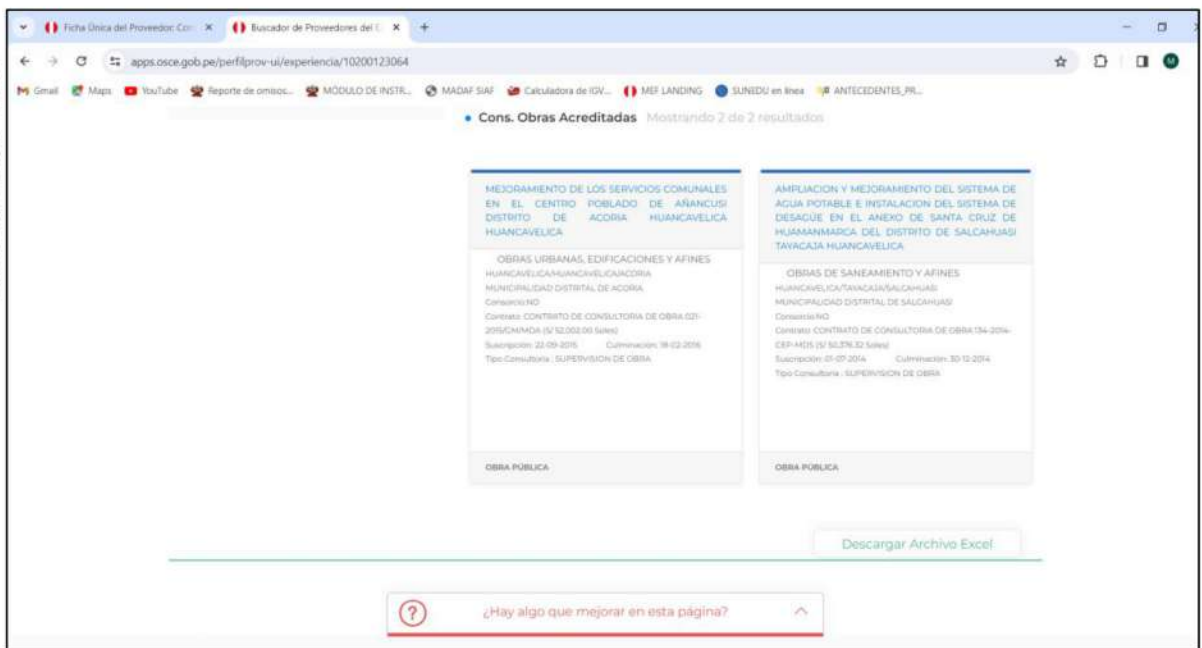 Ficha Única del Proveedor: Con
Buscador de Proveedores del E
apps.osce.gob.pe/perfilprov-ui/experiencia/10200123064
Gmail
Maps
YouTube
Reporte de omisos...
MÓDULO DE INSTR...
MADAF SIAF
Calculadora de IGV...
MEF LANDING
SUNEDU en línea
ANTECEDENTES_PR...
Cons. Obras Acreditadas Mostrando 2 de 2 resultados
MEJORAMIENTO DE LOS SERVICIOS COMUNALES
EN EL CENTRO POBLADO DE AÑANCUSI
DISTRITO DE ACORIA HUANCAVELICA
HUANCAVELICA
OBRAS URBANAS, EDIFICACIONES Y AFINES
HUANCAVELICA/HUANCAVELICA/ACORIA
MUNICIPALIDAD DISTRITAL DE ACORIA
Consorcio:NO
Contrato: CONTRATO DE CONSULTORIA DE OBRA 021-
2015/GM/MDA (S/ 52,002.00 Soles)
Suscripción: 22-09-2015 Culminación: 18-02-2016
Tipo Consultoria : SUPERVISION DE OBRA
OBRA PÚBLICA
AMPLIACION Y MEJORAMIENTO DEL SISTEMA DE
AGUA POTABLE E INSTALACION DEL SISTEMA DE
DESAGÜE EN EL ANEXO DE SANTA CRUZ DE
HUAMANMARCA DEL DISTRITO DE SALCAHUASI
TAYACAJA HUANCAVELICA
OBRAS DE SANEAMIENTO Y AFINES
HUANCAVELICA/TAYACAJA/SALCAHUASI
MUNICIPALIDAD DISTRITAL DE SALCAHUASI
Consorcio:NO
Contrato: CONTRATO DE CONSULTORIA DE OBRA 134-2014-
CEP-MDS (S/ 50,376.32 Soles)
Suscripción: 01-07-2014 Culminación: 30-12-2014
Tipo Consultoria : SUPERVISION DE OBRA
OBRA PÚBLICA
Descargar Archivo Excel
¿Hay algo que mejorar en esta página?